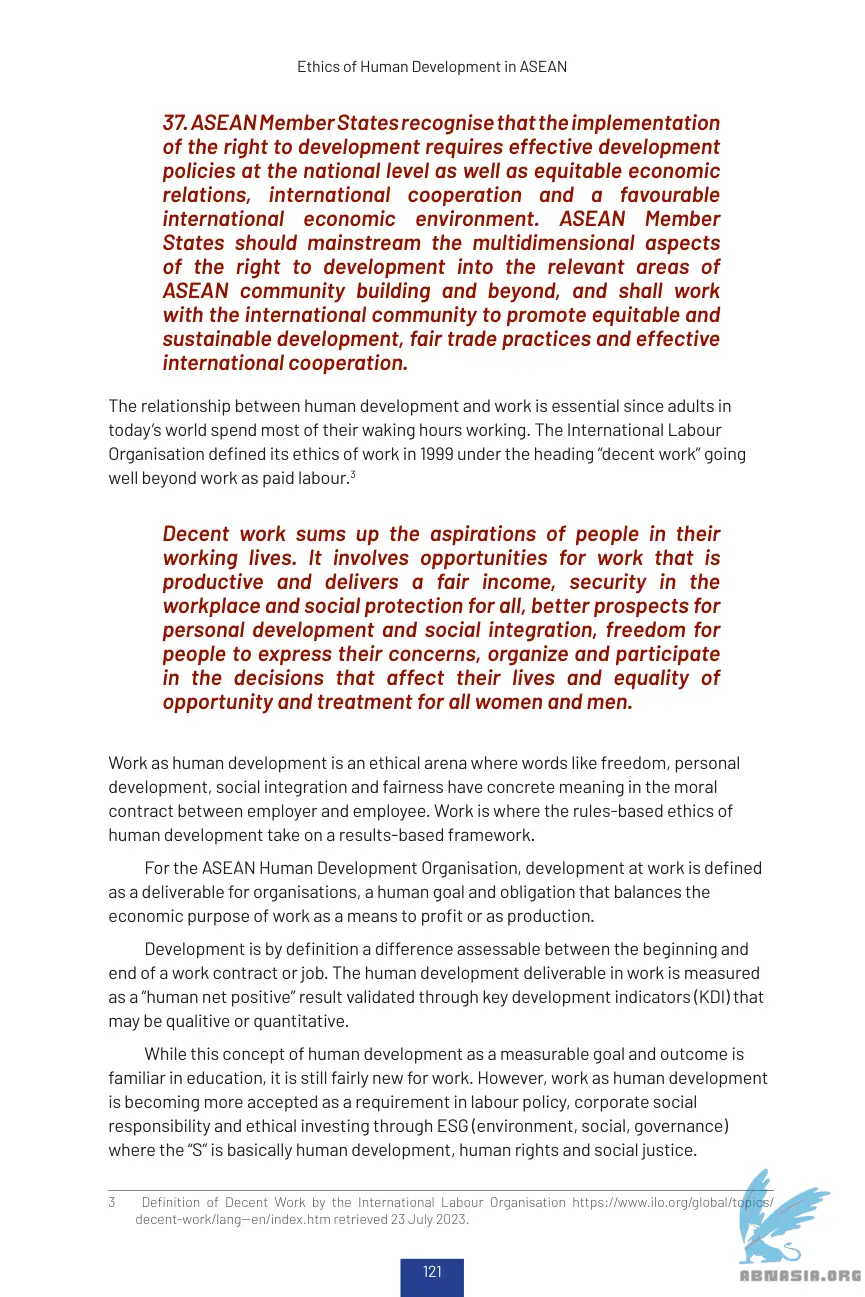 Ethics of Human Development in ASEAN
37. ASEAN Member States recognise that the implementation
of the right to development requires effective development
policies at the national level as well as equitable economic
relations, international cooperation and a favourable
international economic environment. ASEAN Member
States should mainstream the multidimensional aspects
of the right to development into the relevant areas of
ASEAN community building and beyond, and shall work
with the international community to promote equitable and
sustainable development, fair trade practices and effective
international cooperation.
The relationship between human development and work is essential since adults in
today’s world spend most of their waking hours working. The International Labour
Organisation defined its ethics of work in 1999 under the heading “decent work” going
well beyond work as paid labour.3
Decent work sums up the aspirations of people in their
working lives. It involves opportunities for work that is
productive and delivers a fair income, security in the
workplace and social protection for all, better prospects for
personal development and social integration, freedom for
people to express their concerns, organize and participate
in the decisions that affect their lives and equality of
opportunity and treatment for all women and men.
Work as human development is an ethical arena where words like freedom, personal
development, social integration and fairness have concrete meaning in the moral
contract between employer and employee. Work is where the rules-based ethics of
human development take on a results-based framework.
For the ASEAN Human Development Organisation, development at work is defined
as a deliverable for organisations, a human goal and obligation that balances the
economic purpose of work as a means to profit or as production.
Development is by definition a difference assessable between the beginning and
end of a work contract or job. The human development deliverable in work is measured
as a “human net positive” result validated through key development indicators (KDI) that
may be qualitive or quantitative.
While this concept of human development as a measurable goal and outcome is
familiar in education, it is still fairly new for work. However, work as human development
is becoming more accepted as a requirement in labour policy, corporate social
responsibility and ethical investing through ESG (environment, social, governance)
where the “S” is basically human development, human rights and social justice.
3 Definition of Decent Work by the International Labour Organisation https://www.ilo.org/global/topics/
decent-work/lang—en/index.htm retrieved 23 July 2023.
121
ABNASIA.ORG